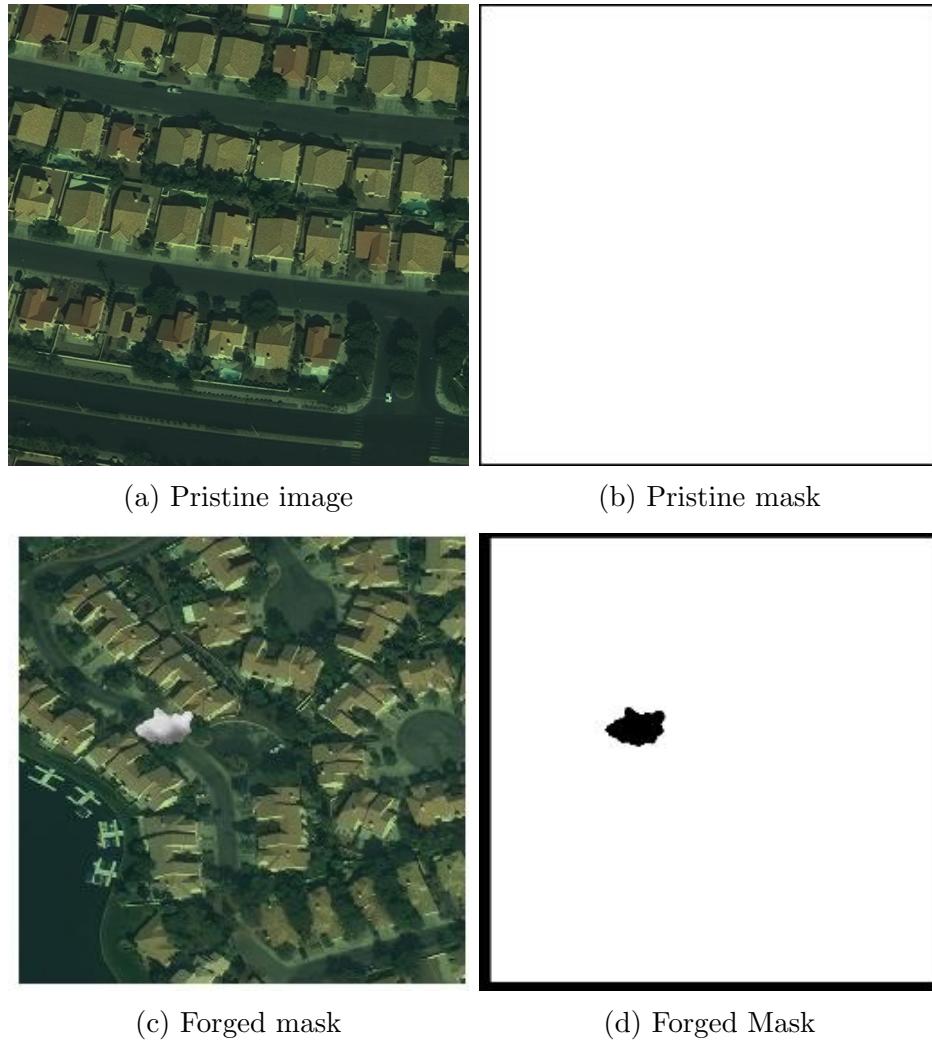 (a) Pristine image
(b) Pristine mask
(c) Forged mask
(d) Forged Mask